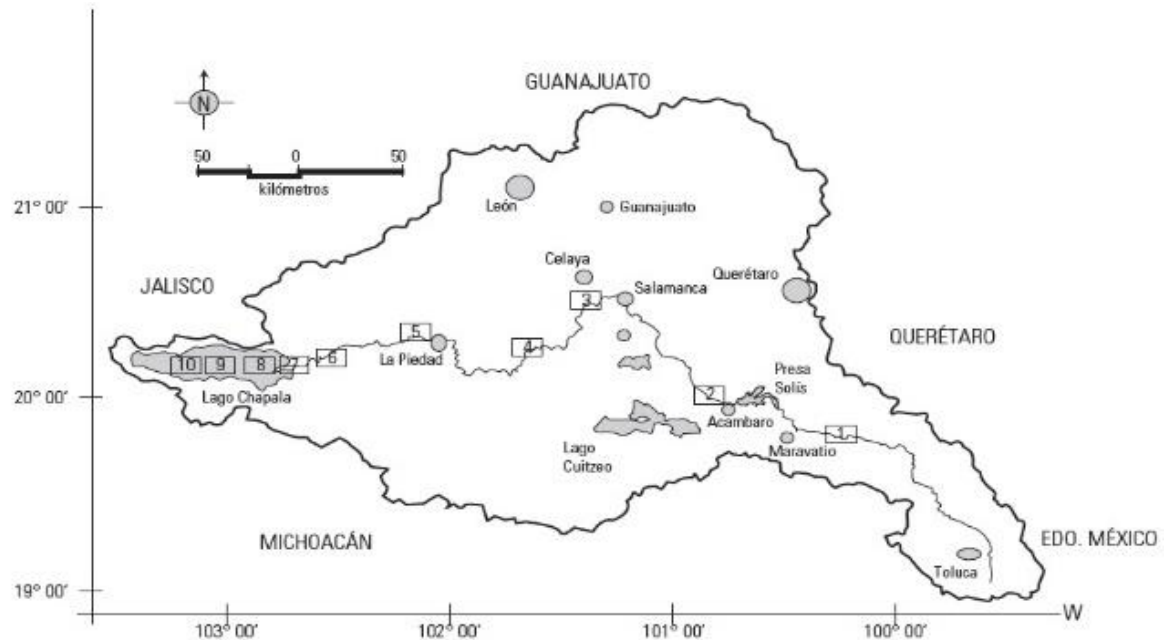 GUANAJUATO
N
50 0 50
kilómetros
21° 00'
León
Guanajuato
Celaya
Querétaro
JALISCO
3
Salamanca
5
QUERÉTARO
4
La Piedad
10 9 8 7 6
Presa
Solís
Lago Chapala
20° 00'
2
Acambaro
1
Lago
Cuitzeo
Maravatio
MICHOACÁN
EDO. MÉXICO
Toluca
19° 00'
W
103° 00' 102° 00' 101° 00' 100° 00'